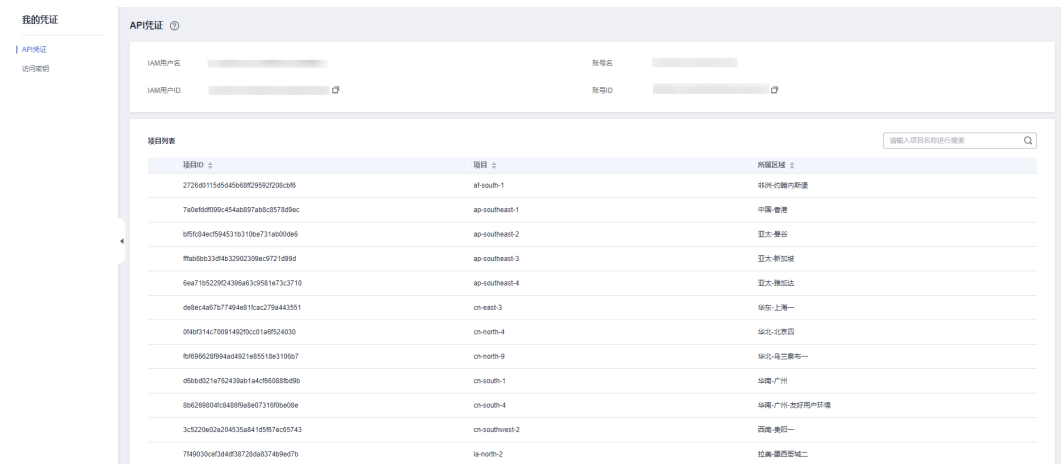 我的凭证
API凭证
访问密钥
API凭证
IAM用户名
账号名
IAM用户ID
账号ID
项目列表
请输入项目名称进行搜索
项目ID 项目 所属区域
2726d0115d5d45b68ff29592f208cbf6 af-south-1 非洲-约翰内斯堡
7e0efddf099c454ab897ab8c8578d9ec ap-southeast-1 中国-香港
bf5fc84ecf594531b310be731ab00de6 ap-southeast-2 亚太-曼谷
fffab6bb33df4b32902309ec9721d99d ap-southeast-3 亚太-新加坡
6ea71b5229f24396a63c9581e73c3710 ap-southeast-4 亚太-雅加达
de8ec4a67b77494e81fcac279a443551 cn-east-3 华东-上海一
0f4bf314c70091492f0cc01a6f524030 cn-north-4 华北-北京四
fbf696628f994ad4921e85518e3106b7 cn-north-9 华北-乌兰察布一
d6bbd021e762439ab1a4cf66088fbd9b cn-south-1 华南-广州
8b6269804fc8486f9a8e07316f0be08e cn-south-4 华南-广州-友好用户环境
3c5220e02e204535a841d5f67ec65743 cn-southwest-2 西南-贵阳一
7f49030cef3d4df38728da8374b9ed7b la-north-2 拉美-墨西哥城二